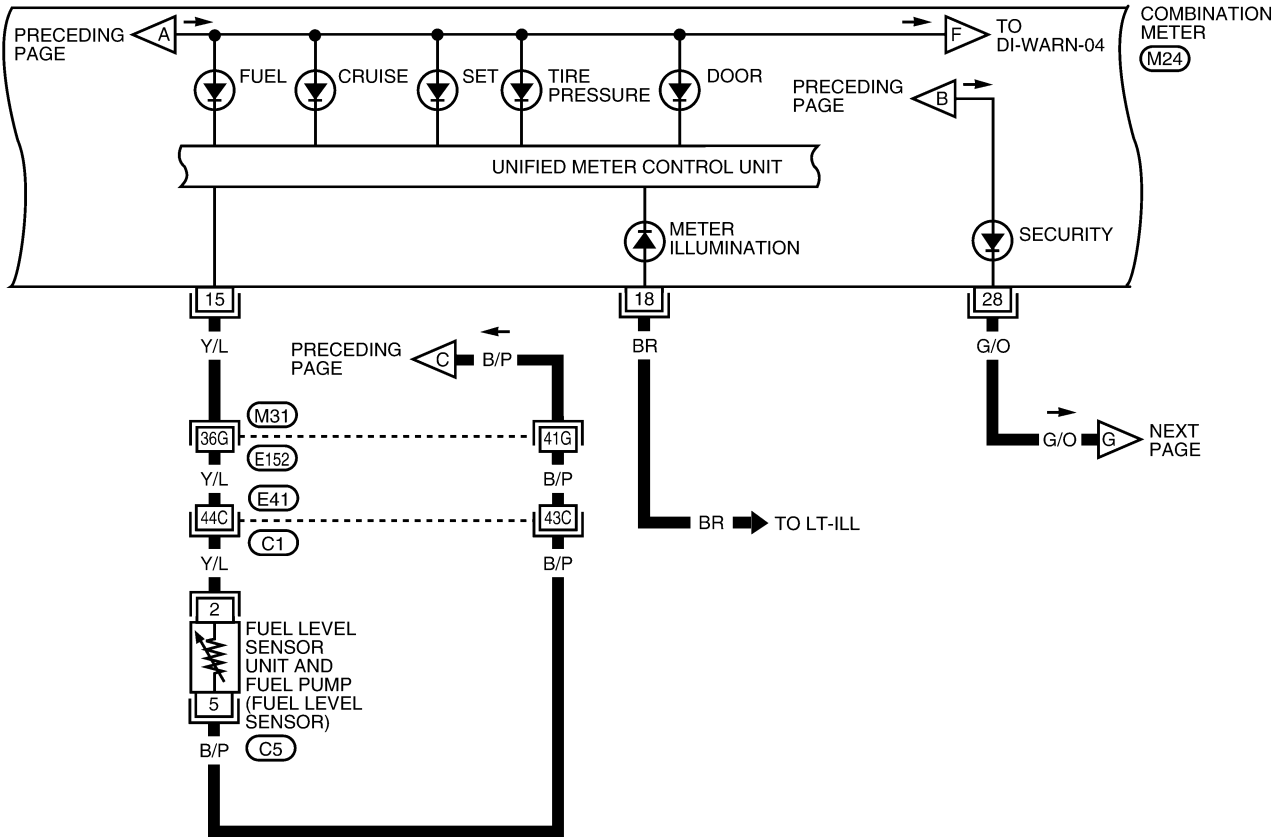 PRECEDING
PAGE
A
F
TO
DI-WARN-04
COMBINATION
METER
M24
FUEL
CRUISE
SET
TIRE
PRESSURE
DOOR
PRECEDING
PAGE
B
UNIFIED METER CONTROL UNIT
METER
ILLUMINATION
SECURITY
15
18
28
Y/L
PRECEDING
PAGE
C
B/P
BR
G/O
M31
36G
41G
E152
G/O
G
NEXT
PAGE
Y/L
B/P
E41
44C
43C
C1
BR
TO LT-ILL
Y/L
B/P
2
FUEL LEVEL
SENSOR
UNIT AND
FUEL PUMP
(FUEL LEVEL
SENSOR)
5
B/P
C5